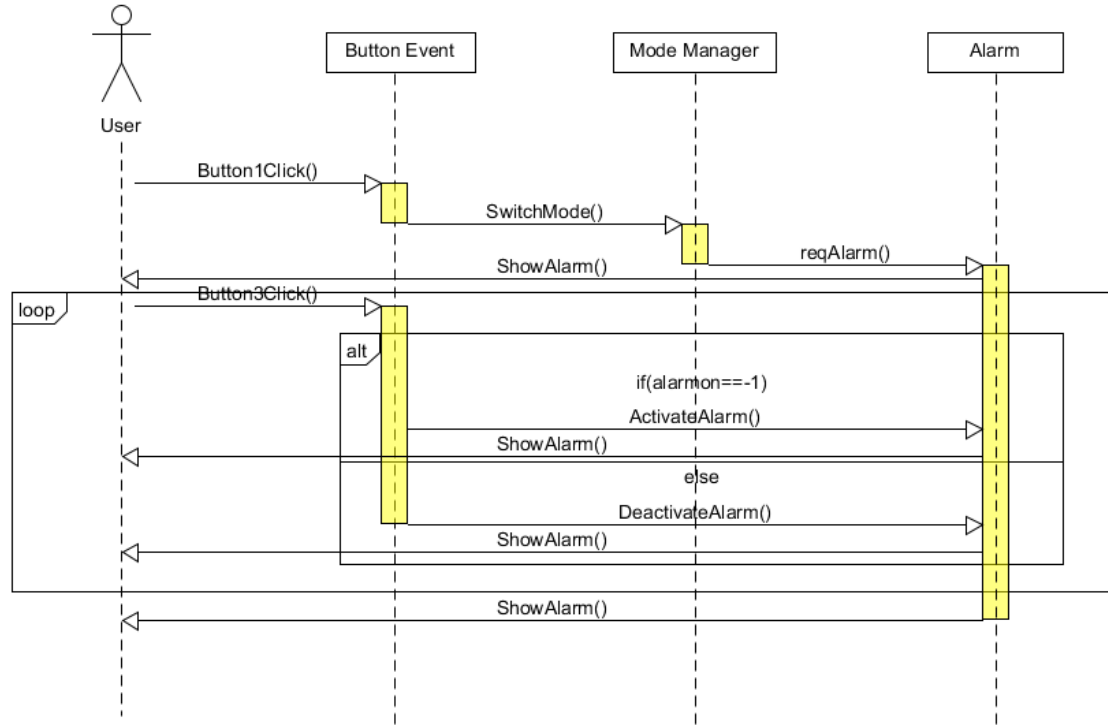 Button Event
Mode Manager
Alarm
User
Button1Click()
SwitchMode()
reqAlarm()
ShowAlarm()
loop
Button3Click()
alt
if(alarmon==-1)
ActivateAlarm()
ShowAlarm()
else
DeactivateAlarm()
ShowAlarm()
ShowAlarm()